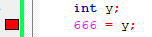 int y;
666 = y;